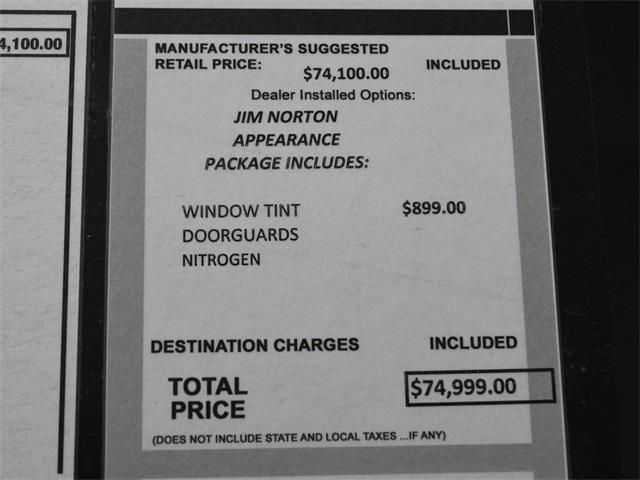 4,100.00
MANUFACTURER'S SUGGESTED
RETAIL PRICE: $74,100.00 INCLUDED
Dealer Installed Options:
JIM NORTON
APPEARANCE
PACKAGE INCLUDES:
WINDOW TINT $899.00
DOORGUARDS
NITROGEN
DESTINATION CHARGES INCLUDED
TOTAL
PRICE $74,999.00
(DOES NOT INCLUDE STATE AND LOCAL TAXES ...IF ANY)